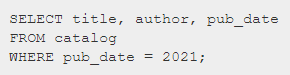 SELECT title, author, pub_date
FROM catalog
WHERE pub_date = 2021;